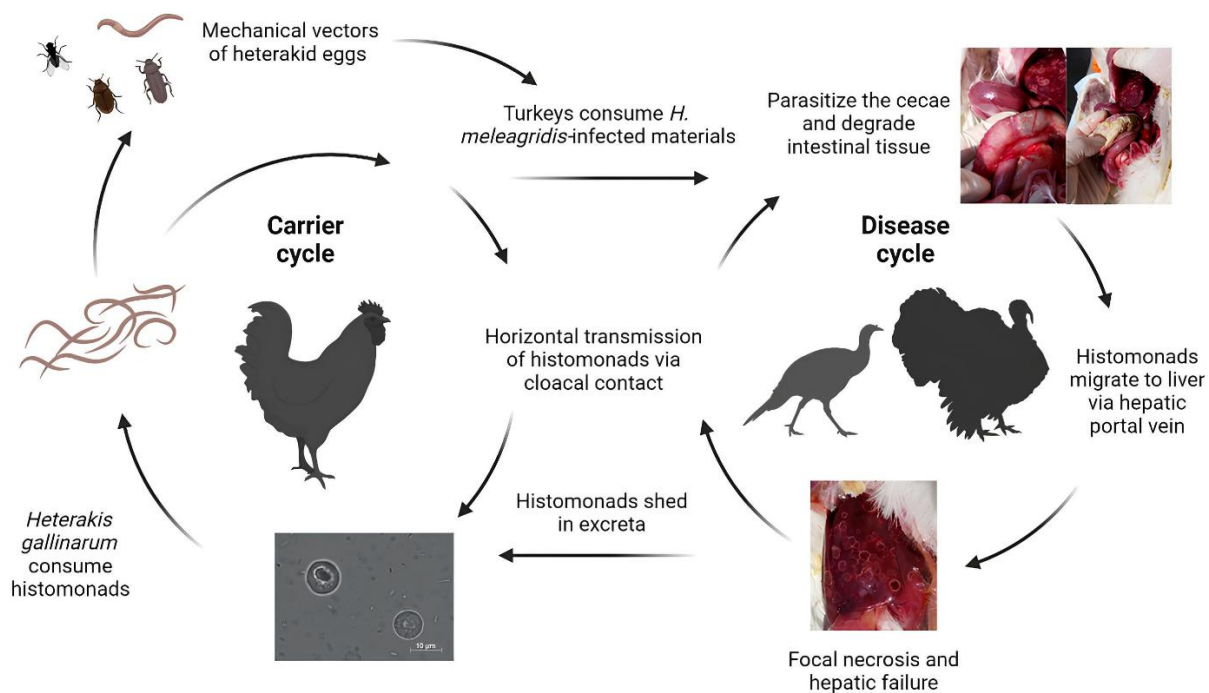 Mechanical vectors
of heterakid eggs
Turkeys consume H.
meleagridis-infected materials
Parasitize the cecae
and degrade
intestinal tissue
Carrier
cycle
Disease
cycle
Horizontal transmission
of histomonads via
cloacal contact
Histomonads
migrate to liver
via hepatic
portal vein
Heterakis
gallinarum
consume
histomonads
Histomonads shed
in excreta
10 µm
Focal necrosis and
hepatic failure